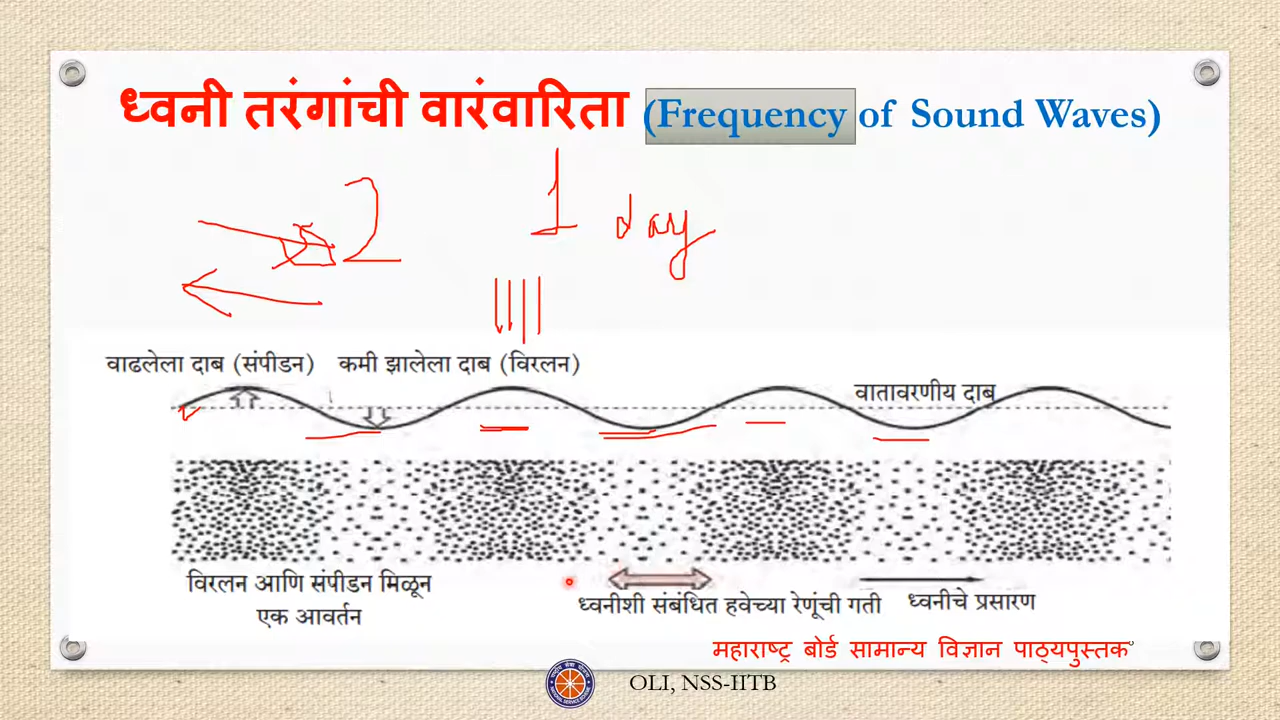 ध्वनी तरंगांची वारंवारिता (Frequency of Sound Waves)
2 1 day
वाढलेला दाब (संपीडन) कमी झालेला दाब (विरलन)
वातावरणीय दाब
विरलन आणि संपीडन मिळून
एक आवर्तन
ध्वनीशी संबंधित हवेच्या रेणूंची गती
ध्वनीचे प्रसारण
महाराष्ट्र बोर्ड सामान्य विज्ञान पाठ्यपुस्तक
OLI, NSS-IITB